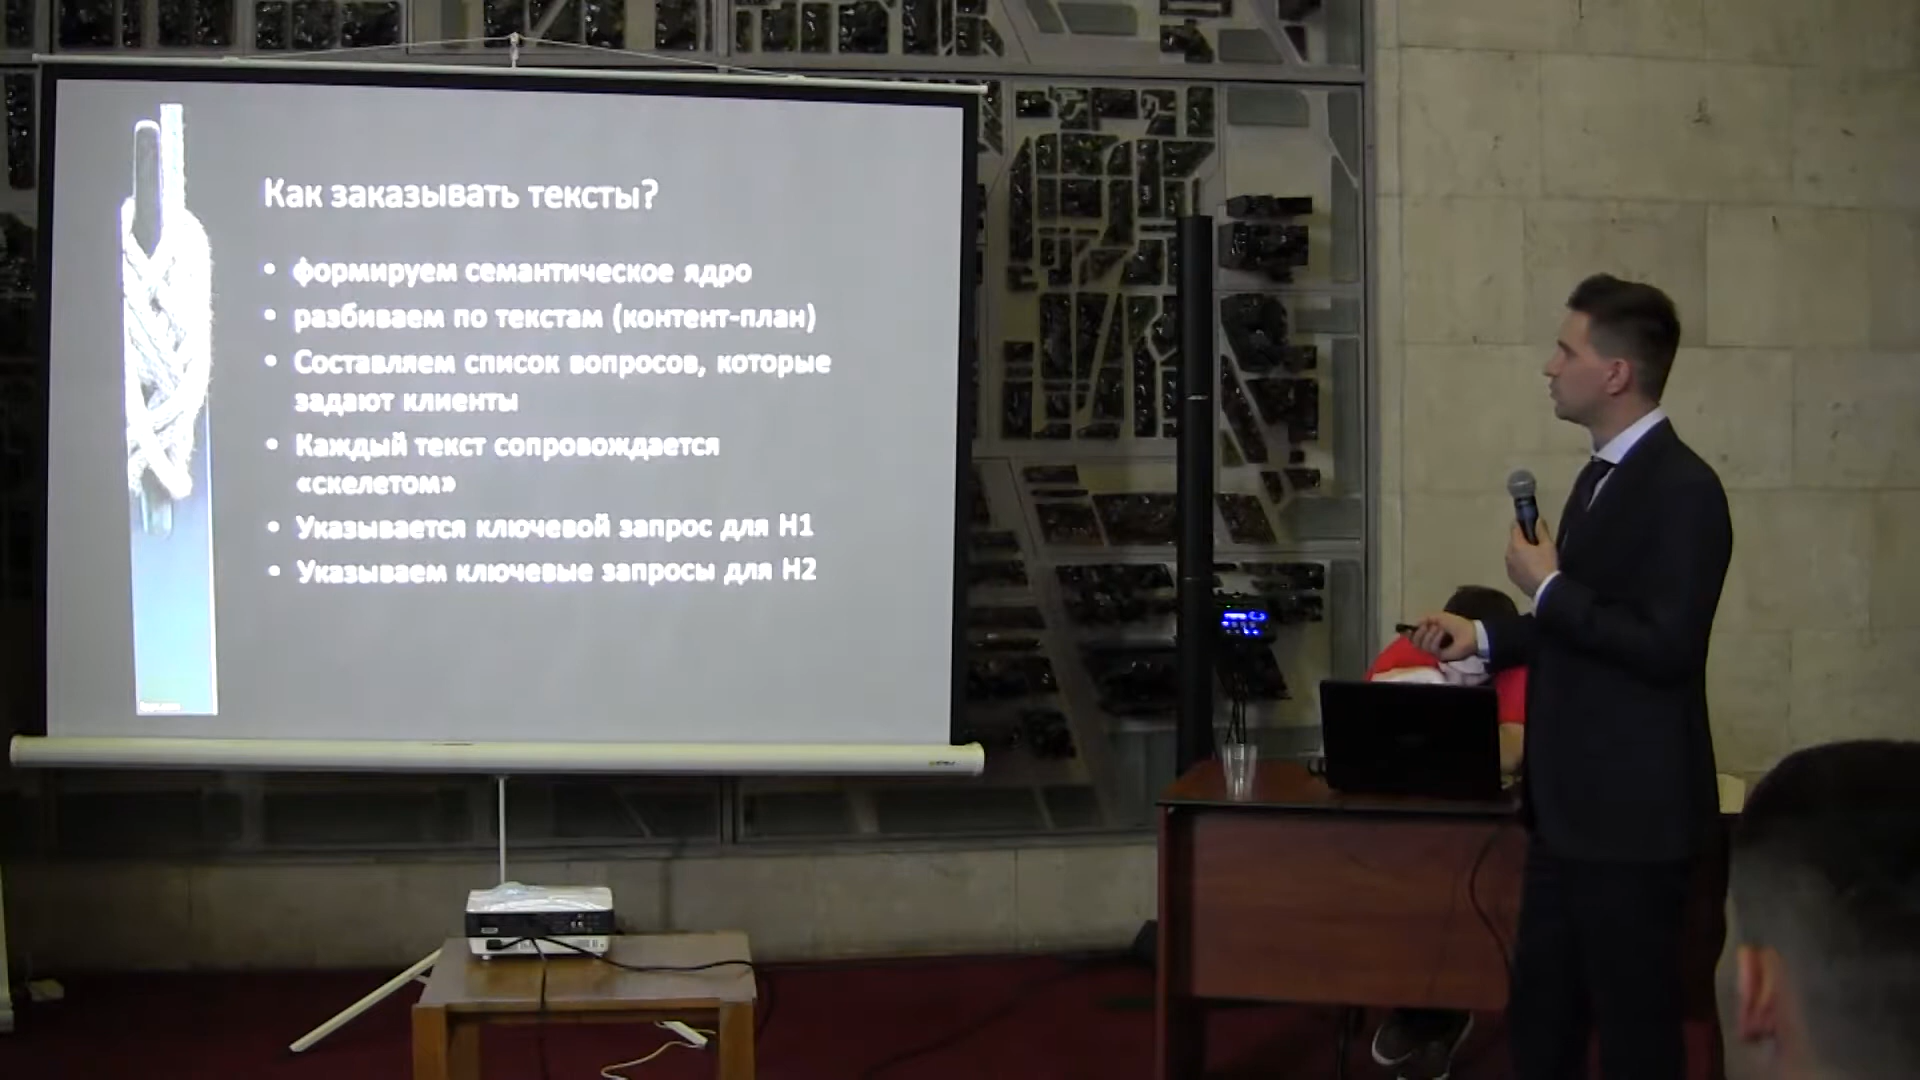 Как заказывать тексты?
• формируем семантическое ядро
• разбиваем по текстам (контент-план)
• Составляем список вопросов, которые
задают клиенты
• Каждый текст сопровождается
«скелетом»
• Указывается ключевой запрос для H1
• Указываем ключевые запросы для H2